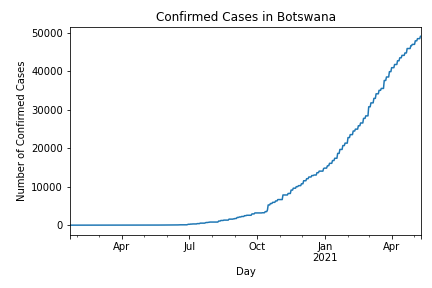 Confirmed Cases in Botswana
50000
40000
30000
20000
10000
0
Number of Confirmed Cases
Apr Jul Oct Jan Apr
2021
Day